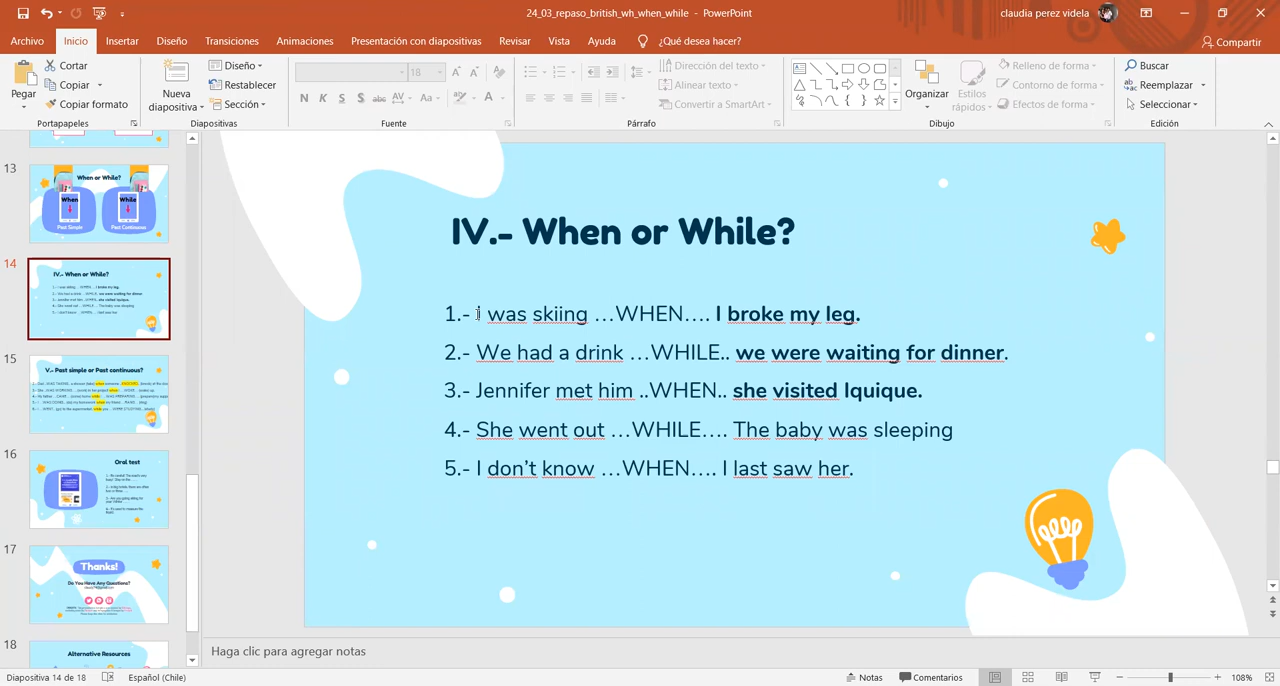 24_03_repaso_british_wh_when_while - PowerPoint
claudia perez videla
Archivo Inicio Insertar Diseño Transiciones Animaciones Presentación con diapositivas Revisar Vista Ayuda ¿Qué desea hacer? Compartir
Pegar
Cortar
Copiar
Copiar formato
Portapapeles
Nueva diapositiva
Diseño
Restablecer
Sección
Diapositivas
18
N K S S abc AV Aa A
Fuente
Dirección del texto
Alinear texto
Convertir a SmartArt
Párrafo
Organizar
Estilos rápidos
Relleno de forma
Contorno de forma
Efectos de forma
Dibujo
Buscar
Reemplazar
Seleccionar
Edición
13
When or While?
When While
Past Simple Past Continuous
14
IV.- When or While?
15
V.- Past simple or Past continuous?
16
Oral test
17
Thanks!
Do You Have Any Questions?
18
Alternative Resources
IV.- When or While?
1.- I was skiing …WHEN…. I broke my leg.
2.- We had a drink …WHILE.. we were waiting for dinner.
3.- Jennifer met him ..WHEN.. she visited Iquique.
4.- She went out …WHILE…. The baby was sleeping
5.- I don't know …WHEN…. I last saw her.
Haga clic para agregar notas
Diapositiva 14 de 18 Español (Chile) Notas Comentarios 108%